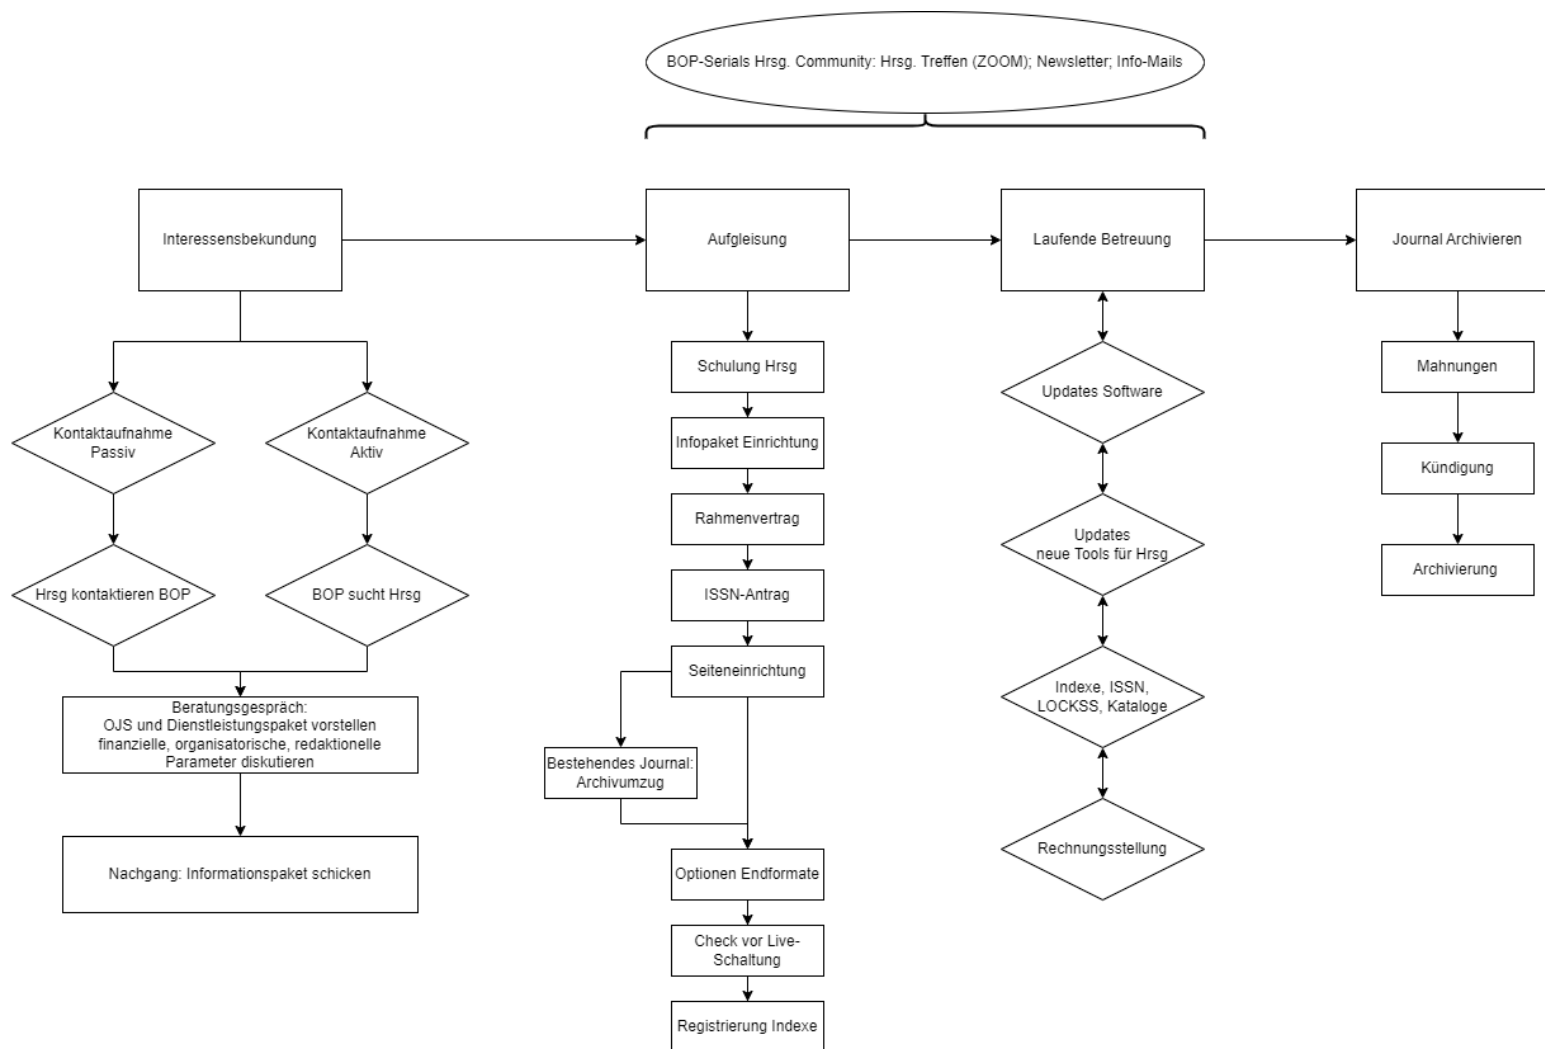 BOP-Serials Hrsg. Community: Hrsg. Treffen (ZOOM); Newsletter; Info-Mails
Interessensbekundung
Aufgleisung
Laufende Betreuung
Journal Archivieren
Kontaktaufnahme
Passiv
Kontaktaufnahme
Aktiv
Hrsg kontaktieren BOP
BOP sucht Hrsg
Beratungsgespräch:
OJS und Dienstleistungspaket vorstellen
finanzielle, organisatorische, redaktionelle
Parameter diskutieren
Nachgang: Informationspaket schicken
Schulung Hrsg
Infopaket Einrichtung
Rahmenvertrag
ISSN-Antrag
Seiteneinrichtung
Bestehendes Journal:
Archivumzug
Optionen Endformate
Check vor Live-
Schaltung
Registrierung Indexe
Updates Software
Updates
neue Tools für Hrsg
Indexe, ISSN,
LOCKSS, Kataloge
Rechnungsstellung
Mahnungen
Kündigung
Archivierung